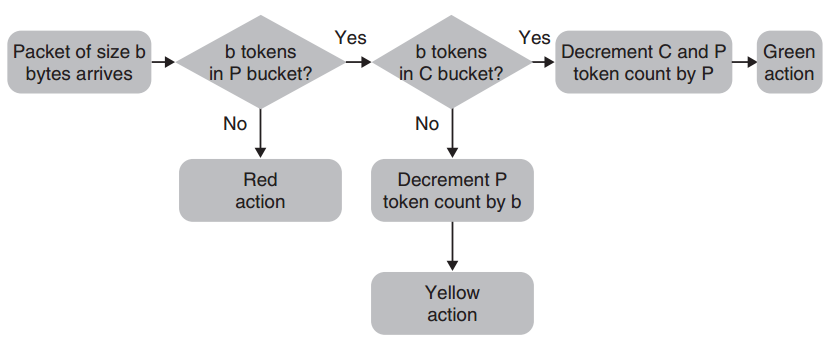 Packet of size b
bytes arrives
b tokens
in P bucket?
Yes
b tokens
in C bucket?
Yes
Decrement C and P
token count by P
Green
action
No
No
Red
action
Decrement P
token count by b
Yellow
action